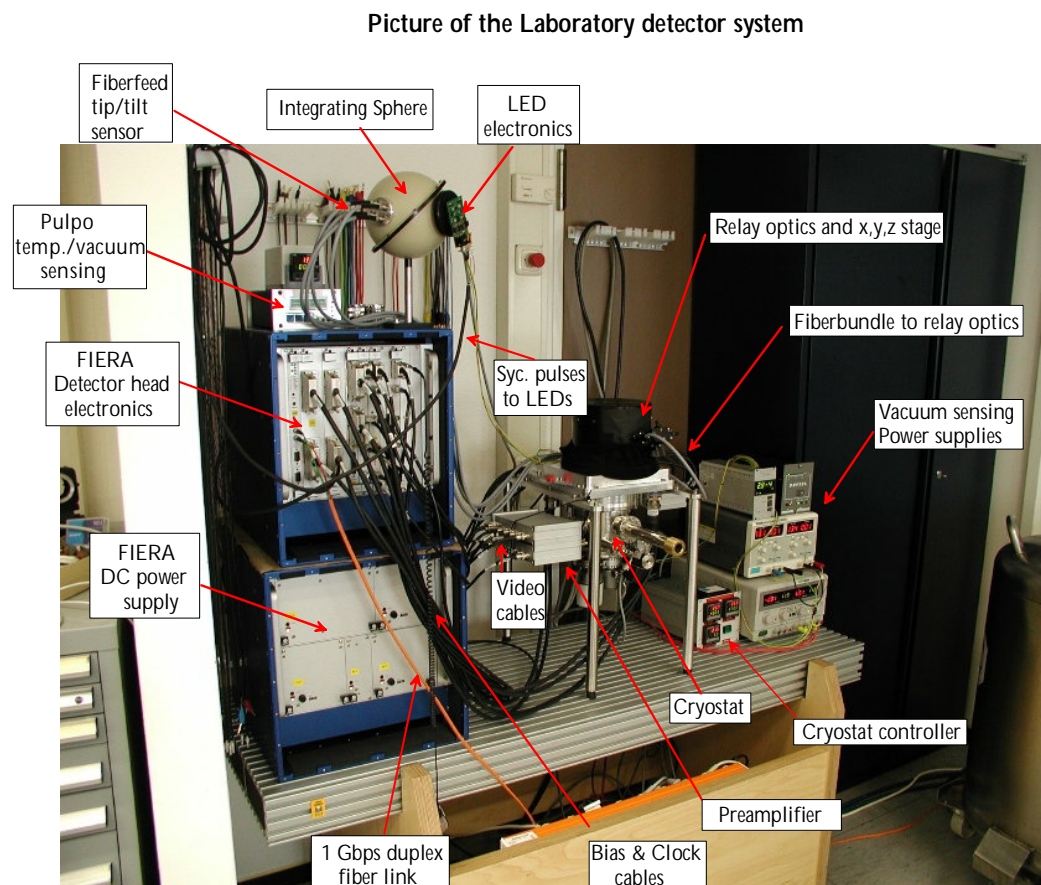 Picture of the Laboratory detector system
Fiberfeed
tip/tilt
sensor
Integrating Sphere
LED
electronics
Pulpo
temp./vacuum
sensing
Relay optics and x,y,z stage
Fiberbundle to relay optics
FIERA
Detector head
electronics
Syc. pulses
to LEDs
Vacuum sensing
Power supplies
FIERA
DC power
supply
Video
cables
Cryostat
Cryostat controller
Preamplifier
1 Gbps duplex
fiber link
Bias & Clock
cables